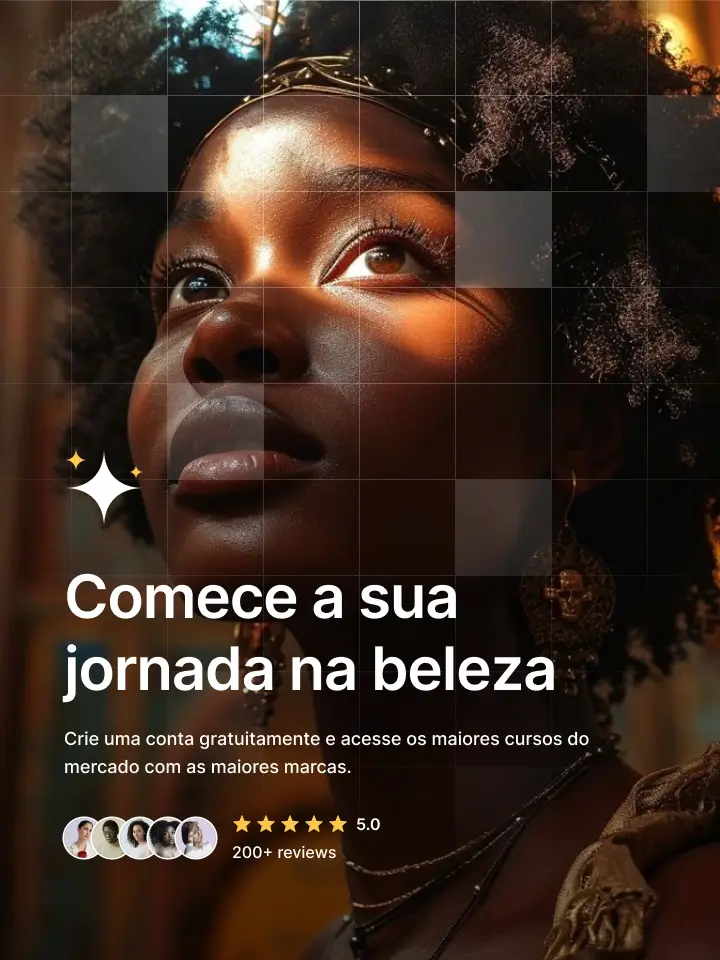 Comece a sua
jornada na beleza
Crie uma conta gratuitamente e acesse os maiores cursos do
mercado com as maiores marcas.
5.0
200+ reviews